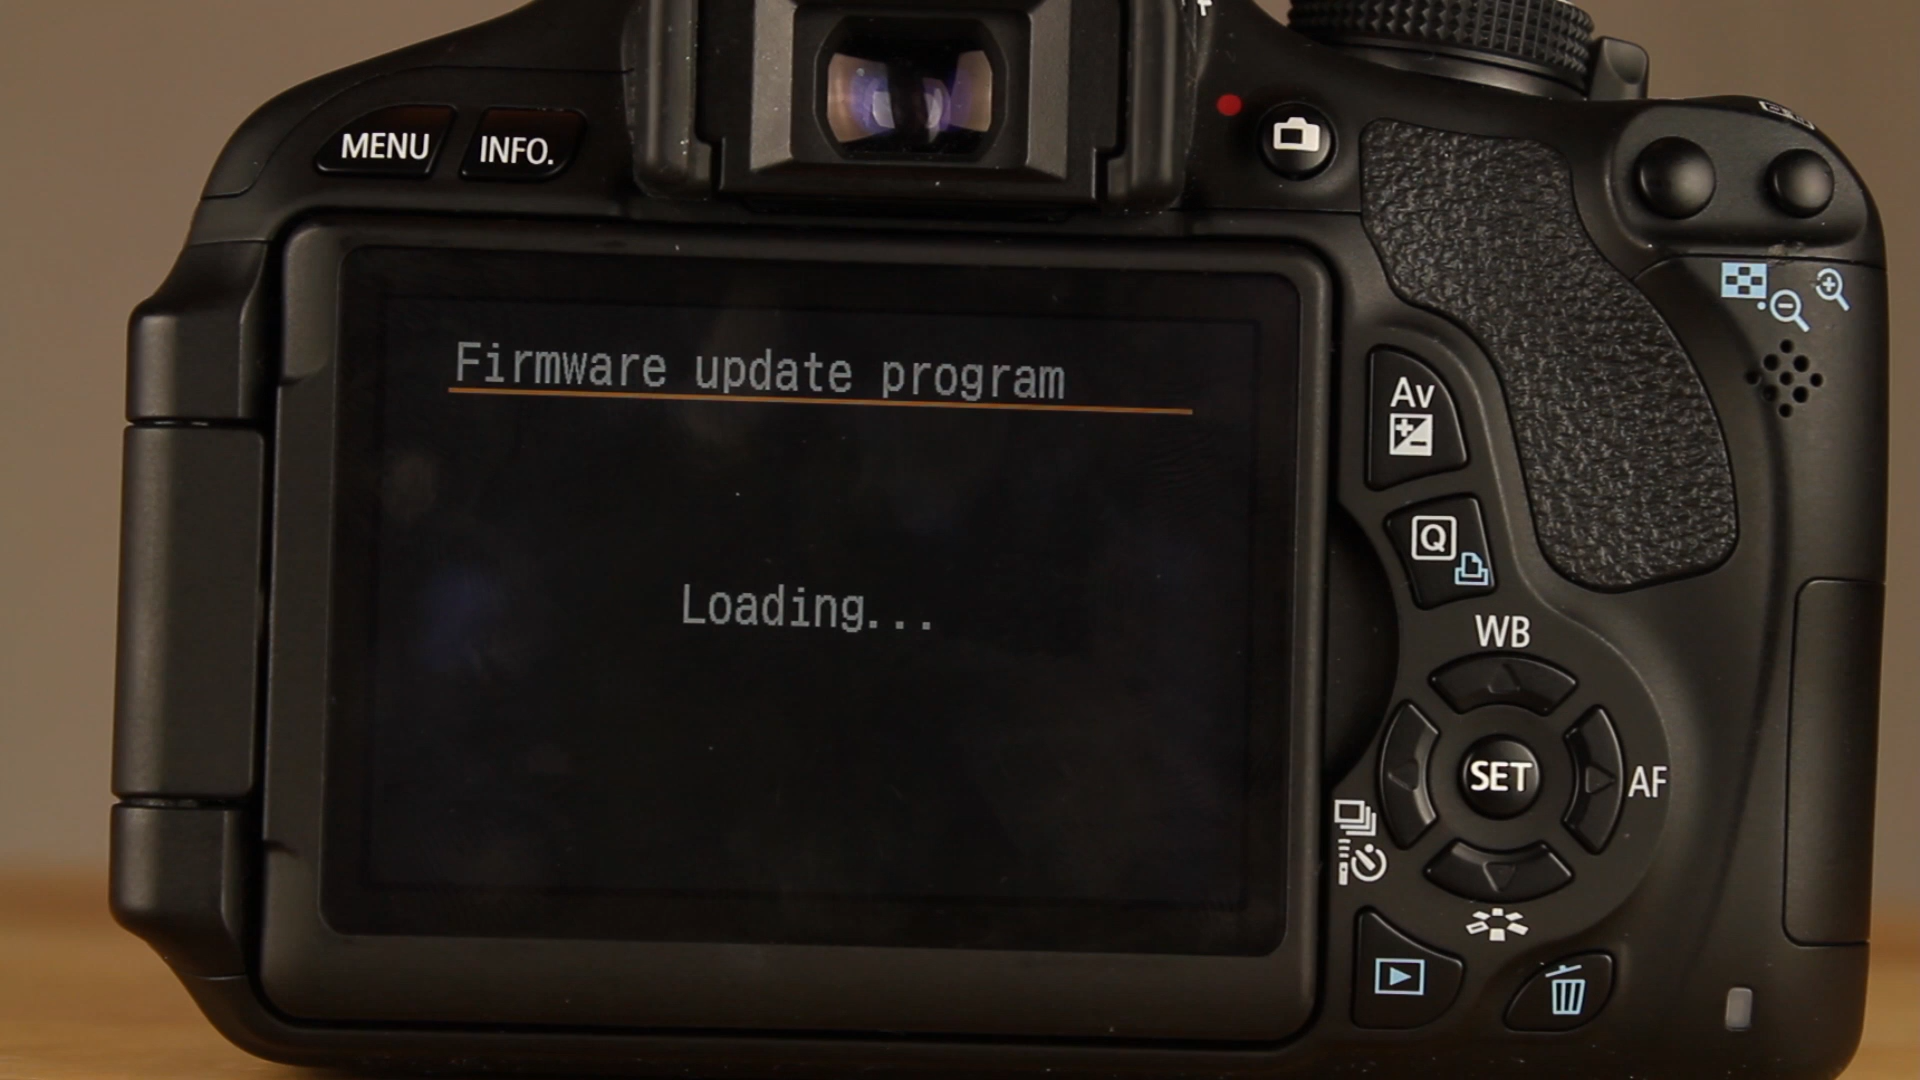 MENU
INFO.
Firmware update program
Loading...
Av
Q
WB
SET
AF